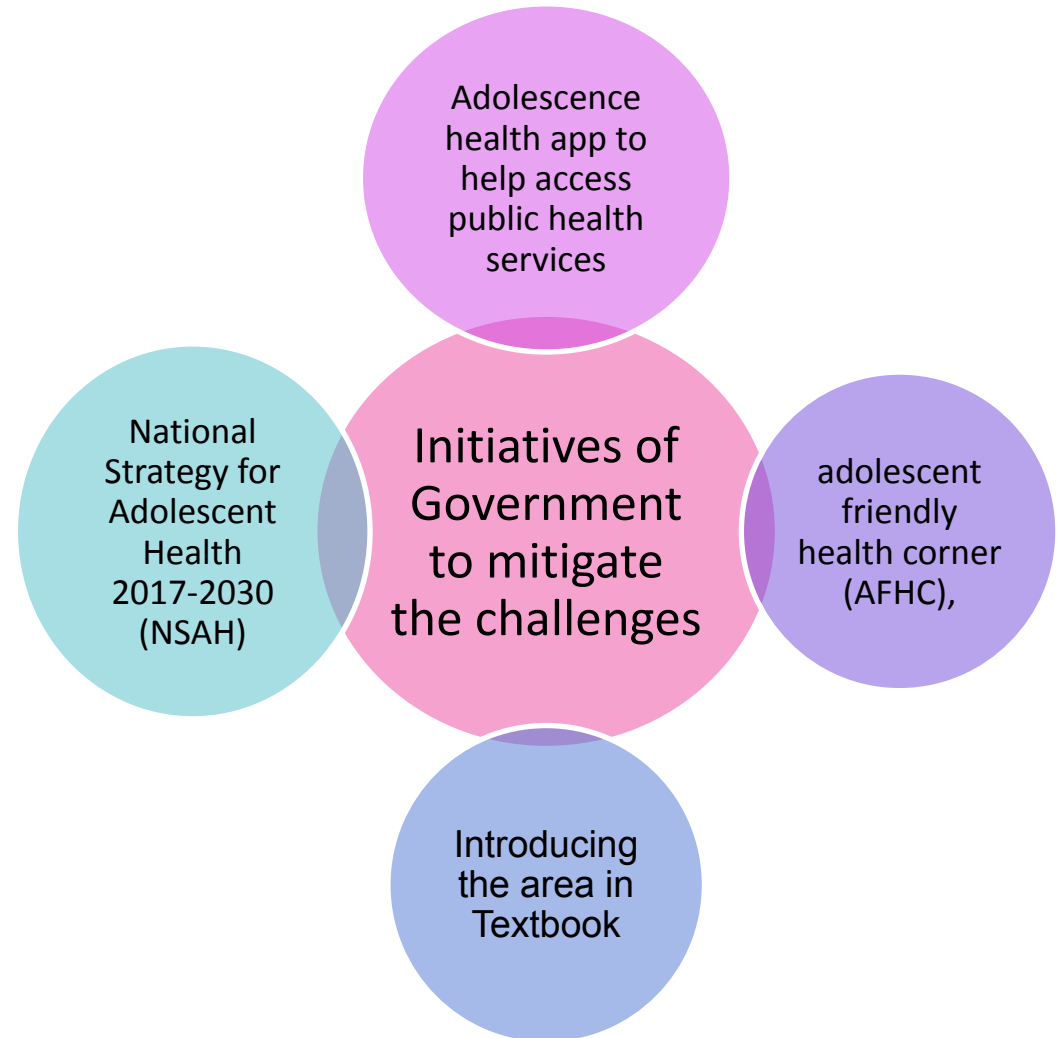 Adolescence
health app to
help access
public health
services
National
Strategy for
Adolescent
Health
2017-2030
(NSAH)
Initiatives of
Government
to mitigate
the challenges
adolescent
friendly
health corner
(AFHC),
Introducing
the area in
Textbook